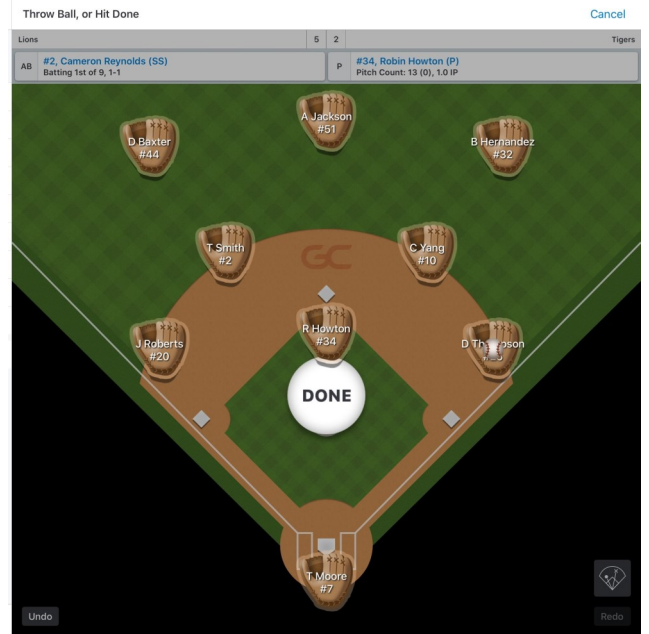 Throw Ball, or Hit Done
Cancel
Lions
5
2
Tigers
AB
#2, Cameron Reynolds (SS)
Batting 1st of 9, 1-1
P
#34, Robin Howton (P)
Pitch Count: 13 (0), 1.0 IP
A Jackson
#51
D Baxter
#44
B Hernandez
#32
T Smith
#2
C Yang
#10
GC
R Howton
#34
J Roberts
#20
D
DONE
T Moore
#7
Undo
Redo